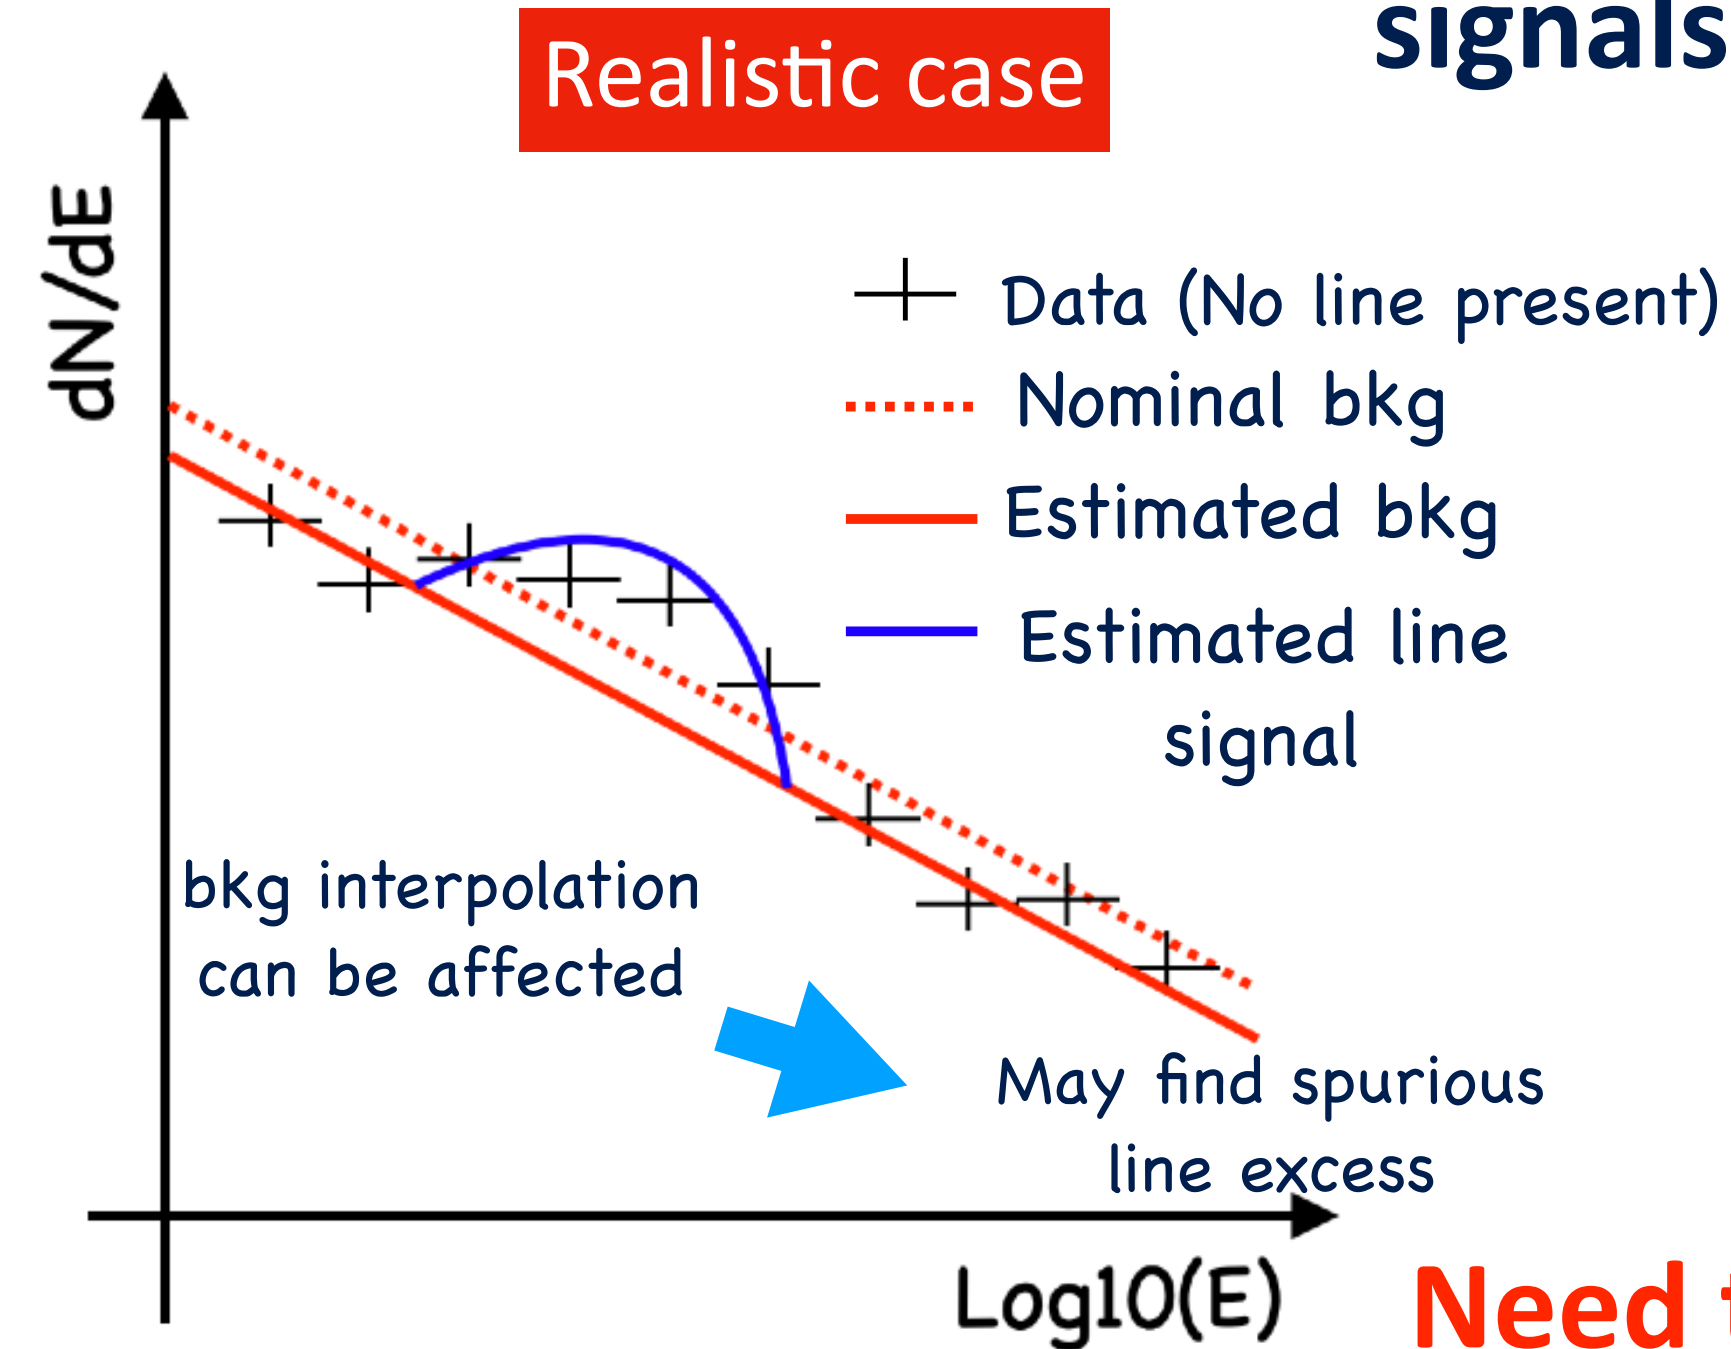 signals
Realistic case
dN/dE
Data (No line present)
Nominal bkg
Estimated bkg
Estimated line
signal
bkg interpolation
can be affected
May find spurious
line excess
Log10(E)
Need